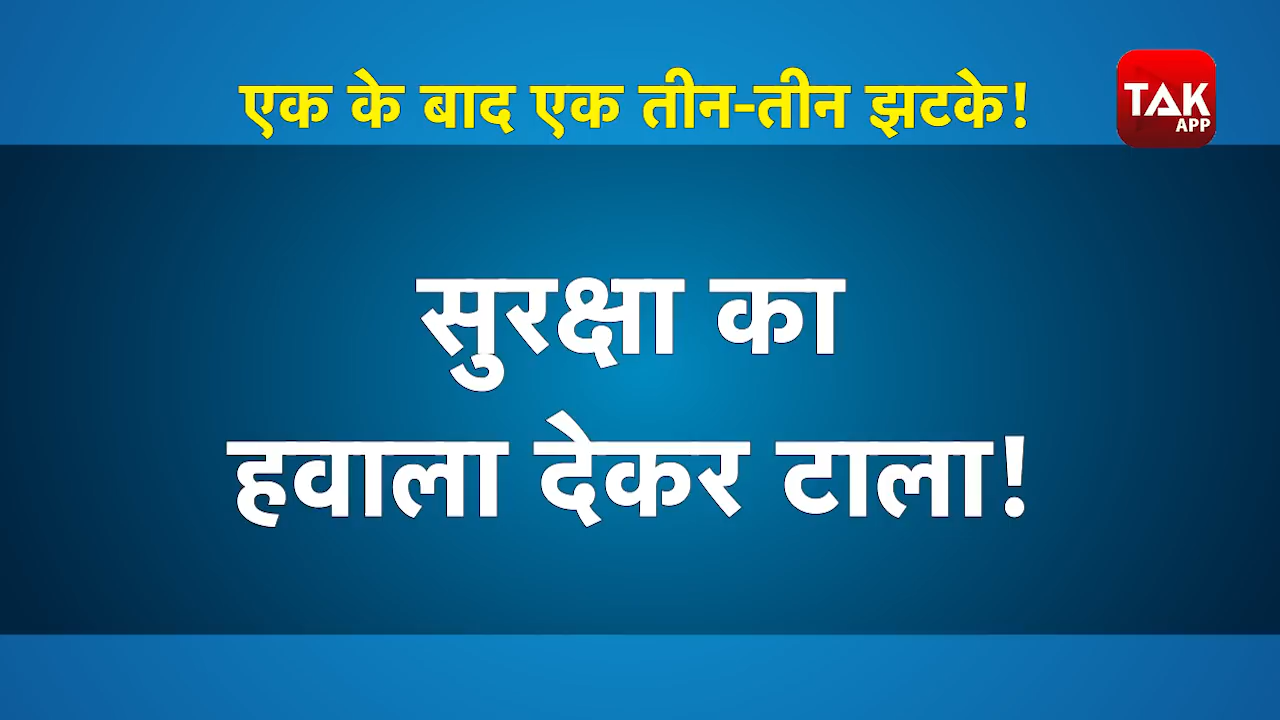 एक के बाद एक तीन-तीन झटके!
TAK
APP
सुरक्षा का
हवाला देकर टाला!